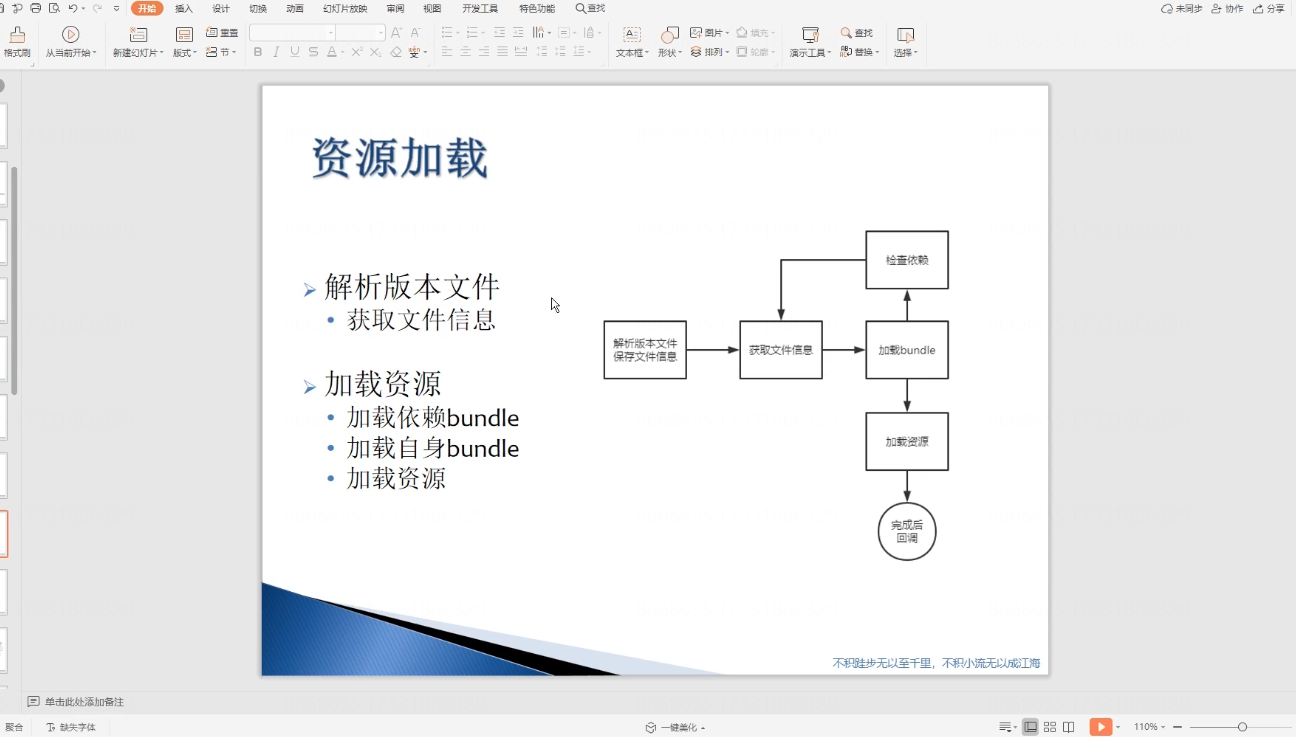 开始 插入 设计 切换 动画 幻灯片放映 审阅 视图 开发工具 特色功能 查找 未同步 协作 分享
格式刷 从当前开始 新建幻灯片 版式 重置 节 文本框 形状 图片 排列 填充 轮廓 演示工具 查找 替换 选择
资源加载
解析版本文件
获取文件信息
加载资源
加载依赖bundle
加载自身bundle
加载资源
检查依赖
解析版本文件
保存文件信息
获取文件信息
加载bundle
加载资源
完成后
回调
不积跬步无以至千里，不积小流无以成江海
单击此处添加备注
聚合 缺失字体 一键美化 110%